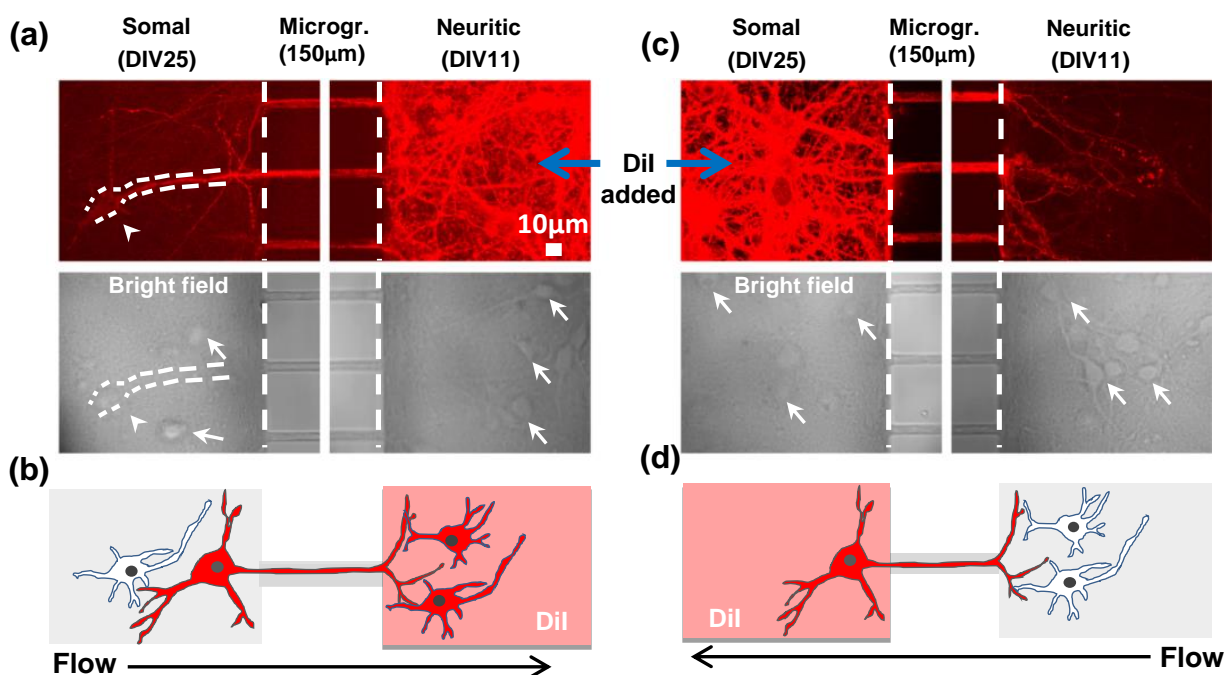 (a)
Somal
(DIV25)
Microgr.
(150µm)
Neuritic
(DIV11)
10µm
DiI
added
Bright field
(c)
Somal
(DIV25)
Microgr.
(150µm)
Neuritic
(DIV11)
Bright field
(b)
DiI
Flow
(d)
DiI
Flow